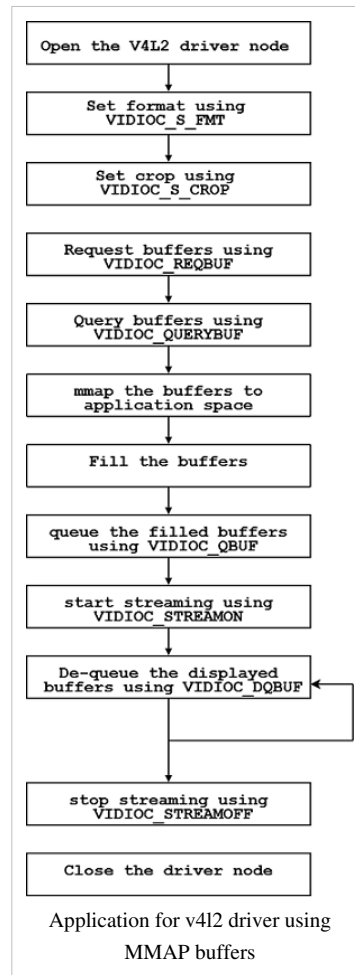 Open the V4L2 driver node
Set format using
VIDIOC_S_FMT
Set crop using
VIDIOC_S_CROP
Request buffers using
VIDIOC_REQBUF
Query buffers using
VIDIOC_QUERYBUF
mmap the buffers to
application space
Fill the buffers
queue the filled buffers
using VIDIOC_QBUF
start streaming using
VIDIOC_STREAMON
De-queue the displayed
buffers using VIDIOC_DQBUF
stop streaming using
VIDIOC_STREAMOFF
Close the driver node
Application for v4l2 driver using
MMAP buffers